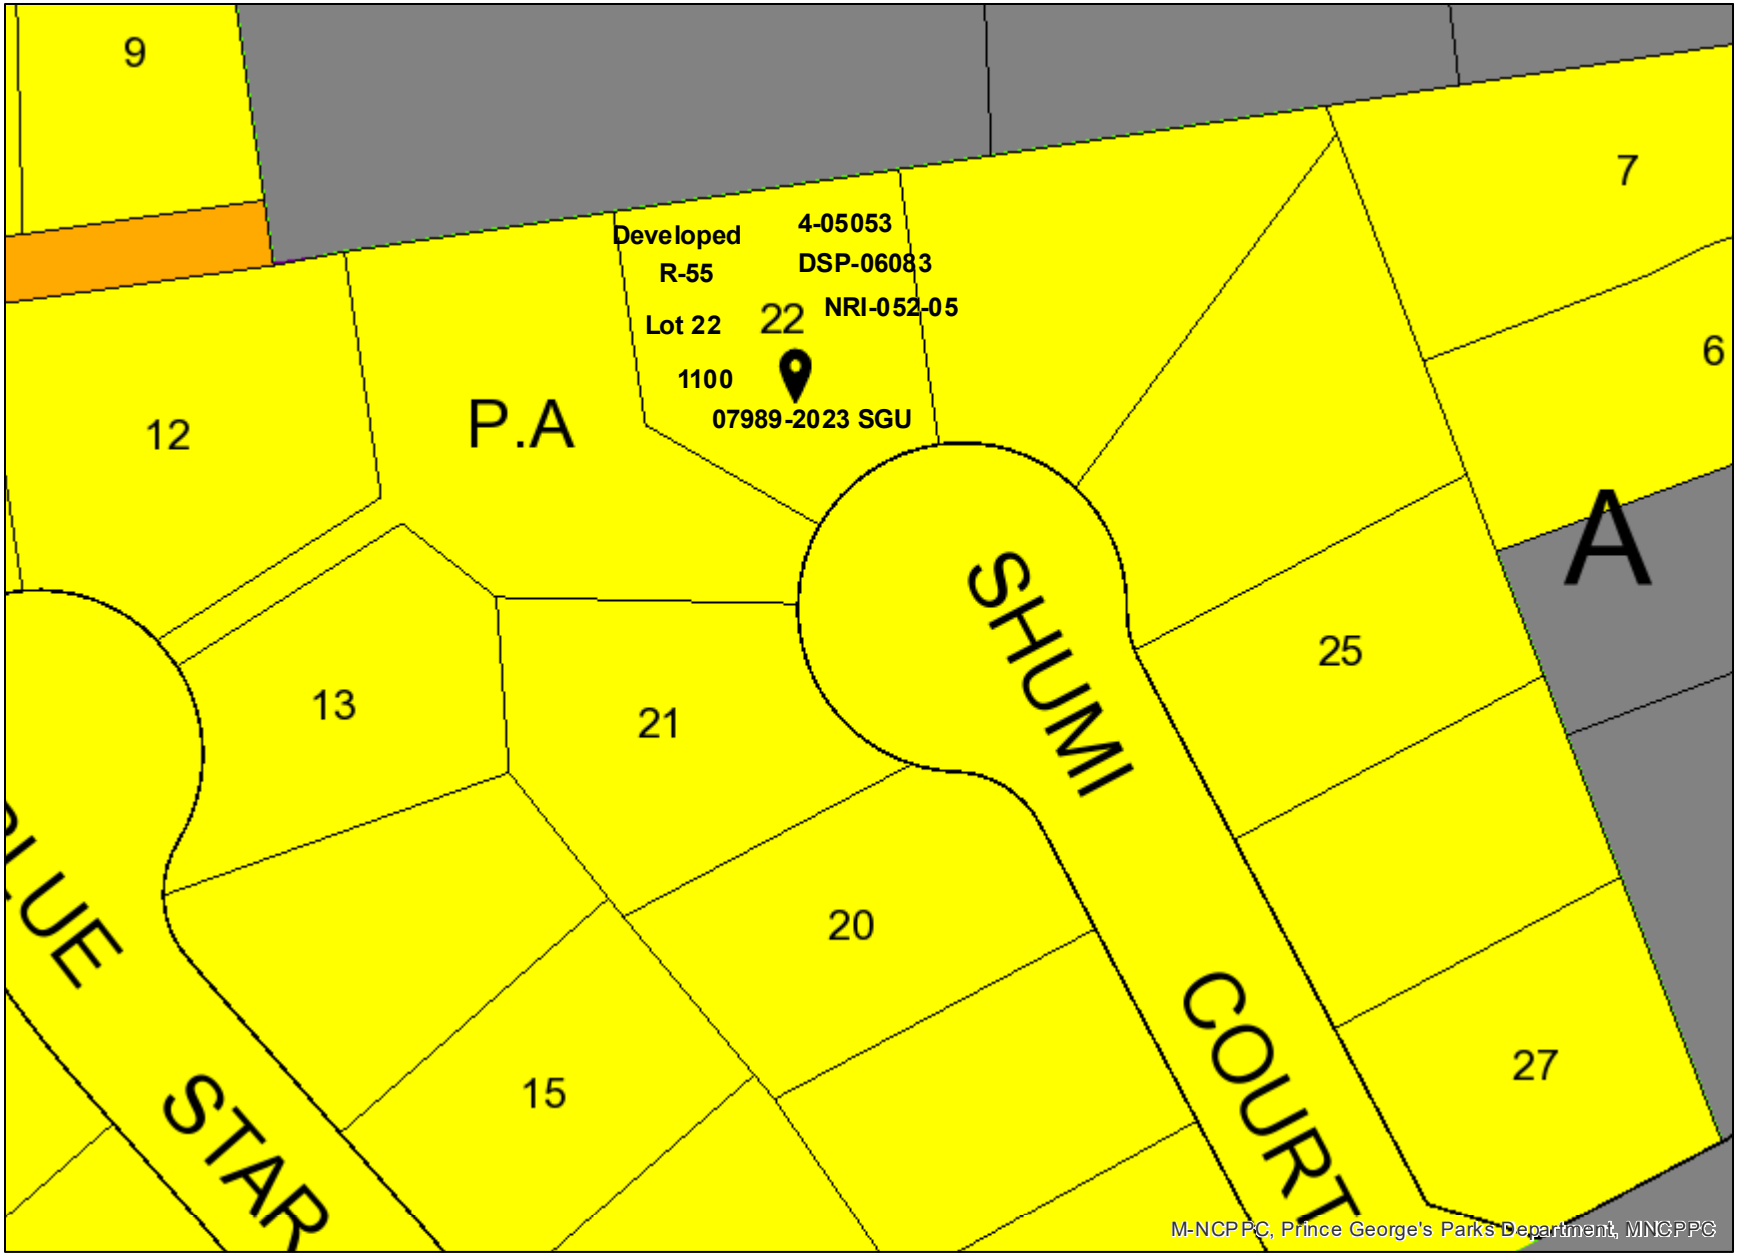 9
7
Developed
4-05053
R-55
DSP-06083
NRI-052-05
Lot 22
22
6
1100
07989-2023 SGU
12
P.A
A
SHUMI
COURT
25
13
21
20
BLUE
STAR
15
27
M-NCPPC, Prince George's Parks Department, MNCPPC